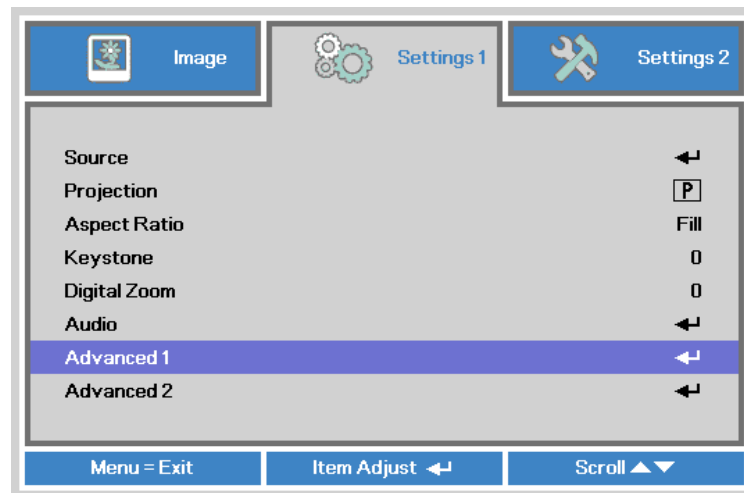 Image Settings 1 Settings 2
Source
Projection P
Aspect Ratio Fill
Keystone 0
Digital Zoom 0
Audio
Advanced 1
Advanced 2
Menu = Exit Item Adjust Scroll